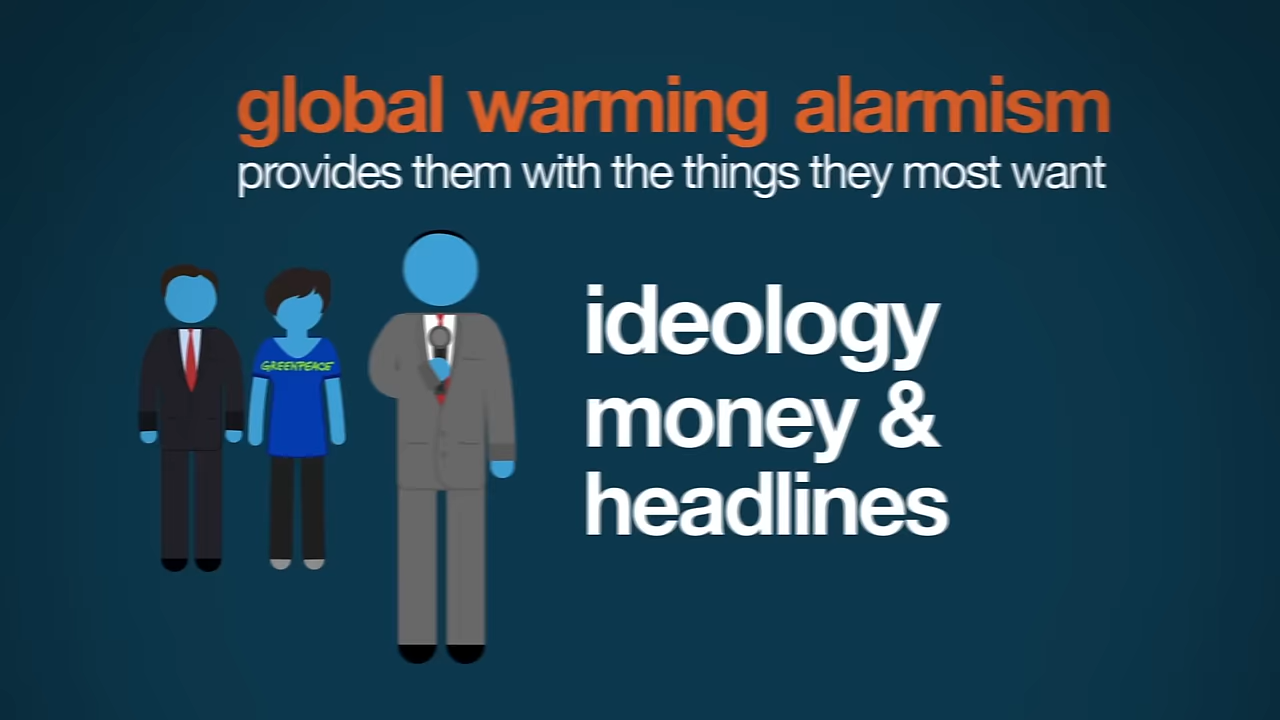 global warming alarmism
provides them with the things they most want
GREENPEACE
ideology
money &
headlines